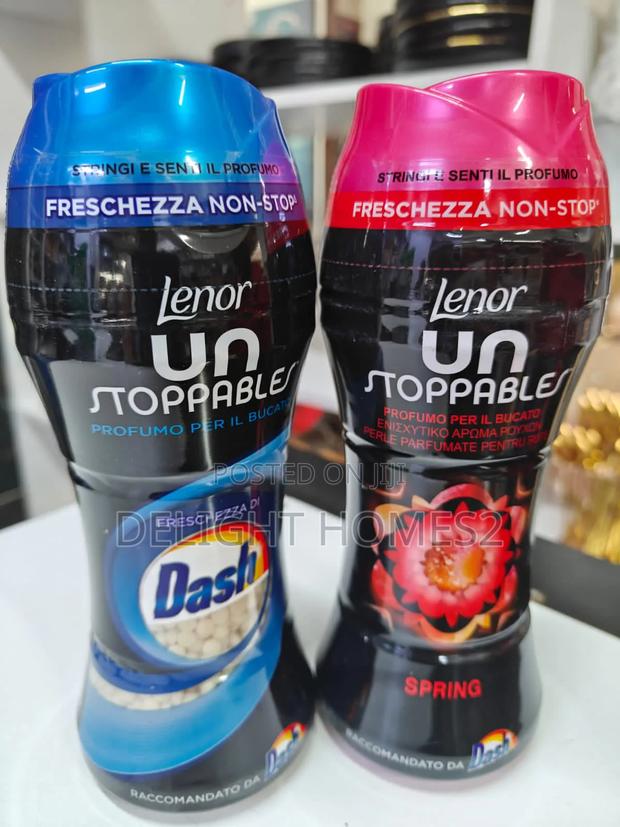 STRINGI E SENTI IL PROFUMO
FRESCHEZZA NON-STOP*
Lenor
UN
STOPPABLES
PROFUMO PER IL BUCATO
FRESCHEZZA DI
Dash
RACCOMANDATO DA Dash
STRINGI E SENTI IL PROFUMO
FRESCHEZZA NON-STOP*
Lenor
UN
STOPPABLES
PROFUMO PER IL BUCATO
ΕΝΙΣΧΥΤΙΚΟ ΑΡΩΜΑ ΡΟΥΧΩΝ
PERLE PARFUMATE PENTRU
SPRING
RACCOMANDATO DA Dash
POSTED ON JIJI
DELIGHT HOMES2